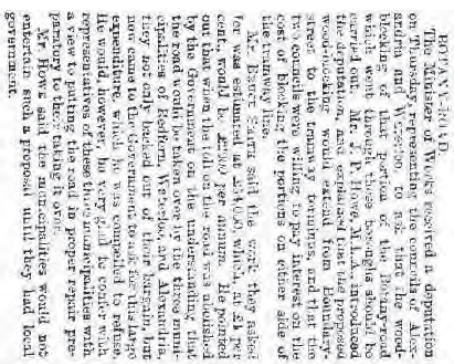 BOTANY-ROAD.
The Minister of Works received a deputation
on Thursday, representing the councils of Alex-
andria and Waterloo, to ask that the wood
blocking of that portion of the Botany-road
which went through these boroughs should be
carried out. Mr. J. P. Howe, M.L.A., introduced
the deputation, and explained that the proposed
wood-blocking would extend from Boundary-
street to the tramway terminus, and that the
two councils were willing to pay interest on the
cost of blocking the portions on either side of
the tramway line.
Mr. Bruce Smith said the work they asked
for was estimated at which, at £4 per
cent., would be per annum. He pointed
out that when the toll on the road was abolished
by the Government on the understanding that
the road would be taken over by the three muni-
cipalities of Redfern, Waterloo, and Alexandria,
they not only backed out of their bargain, but
now came to the Government to ask for this large
expenditure, which he was compelled to refuse.
He would, however, be very glad to confer with
representatives of these three municipalities with
a view to putting the road in proper repair pre-
paratory to their taking it over.
Mr. Howe said the municipalities would not
entertain such a proposal until they had local
government.